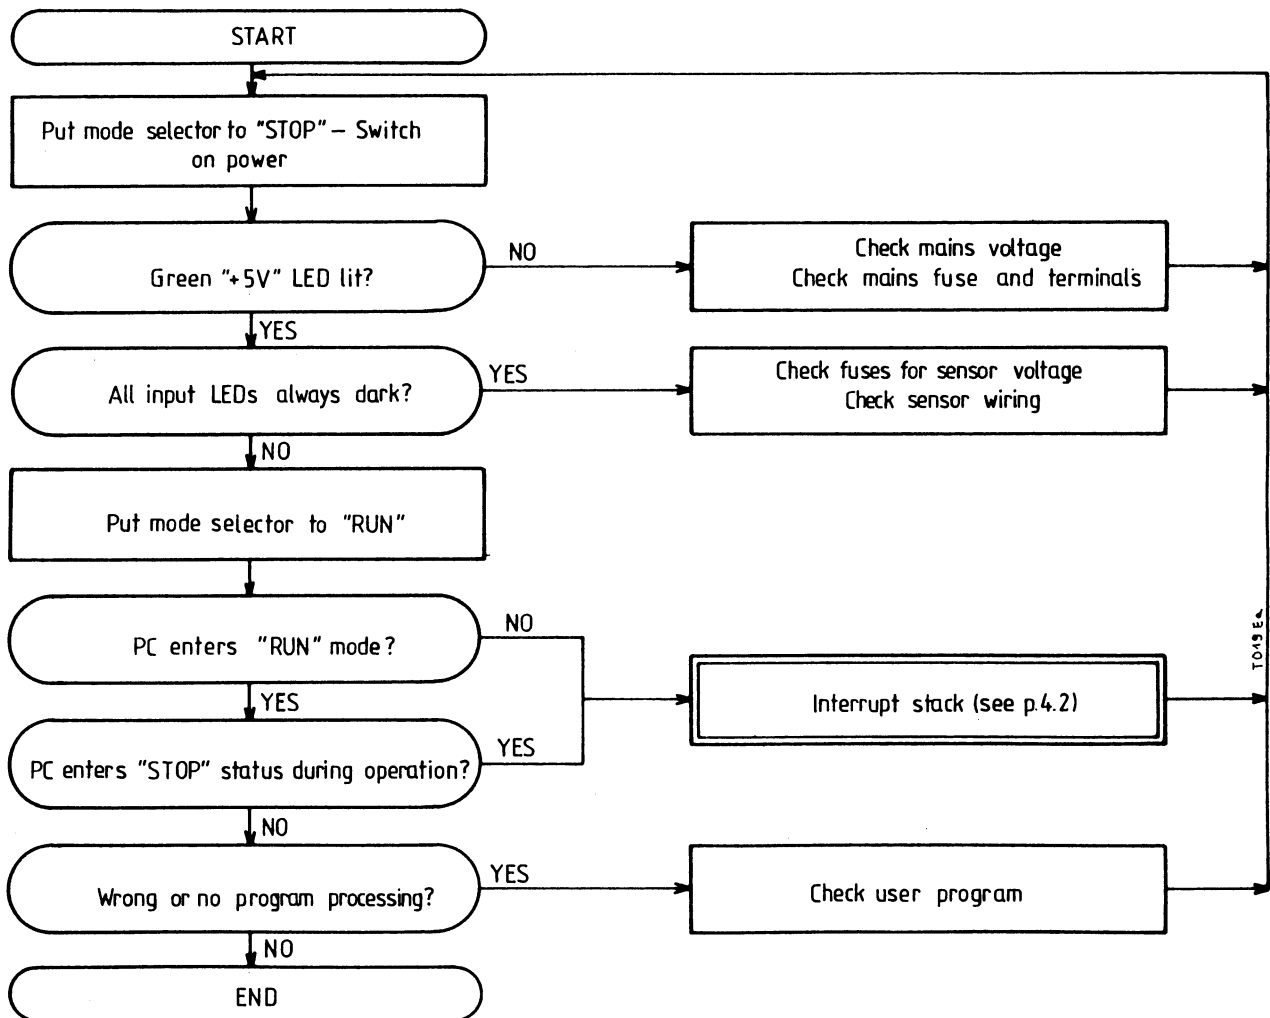 START
Put mode selector to "STOP" – Switch
on power
Green "+5V" LED lit?
NO
Check mains voltage
Check mains fuse and terminals
YES
All input LEDs always dark?
YES
Check fuses for sensor voltage
Check sensor wiring
NO
Put mode selector to "RUN"
PC enters "RUN" mode?
NO
YES
Interrupt stack (see p.4.2)
PC enters "STOP" status during operation?
YES
NO
Wrong or no program processing?
YES
Check user program
NO
END
T019Ea